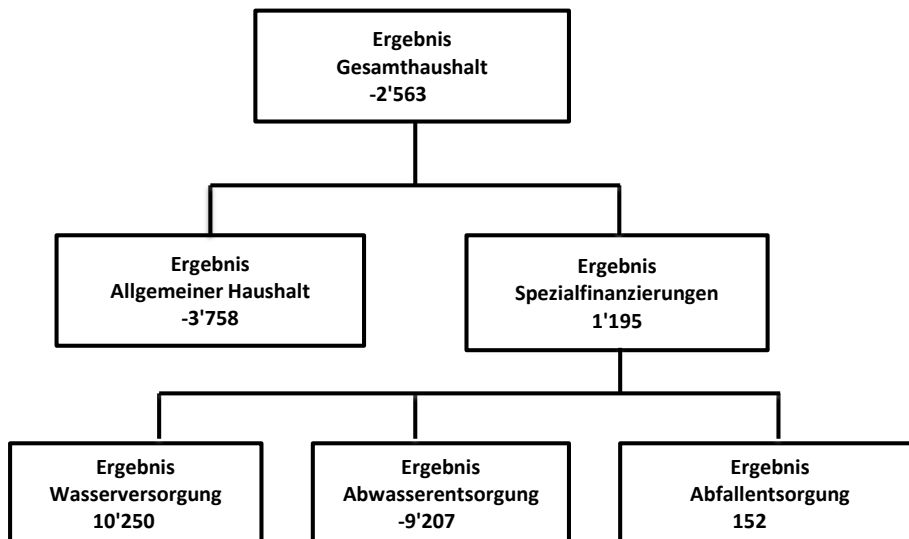 Ergebnis
Gesamthaushalt
-2'563
Ergebnis
Allgemeiner Haushalt
-3'758
Ergebnis
Spezialfinanzierungen
1'195
Ergebnis
Wasserversorgung
10'250
Ergebnis
Abwasserentsorgung
-9'207
Ergebnis
Abfallentsorgung
152